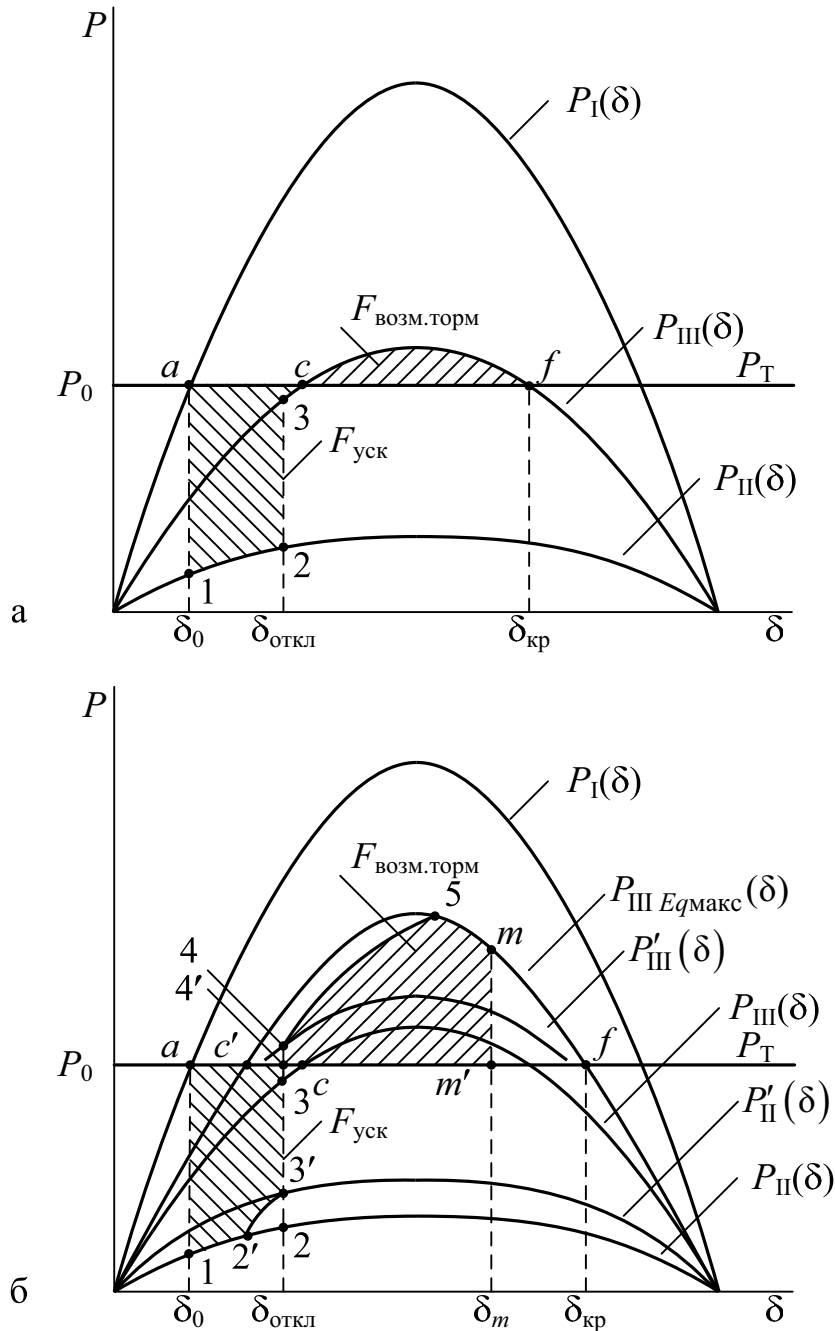 P
P_I(δ)
F_возм.торм
P_III(δ)
a
c
f
P_T
P_0
3
F_уск
P_II(δ)
1
2
а
δ_0
δ_откл
δ_кр
δ
P
P_I(δ)
F_возм.торм
5
P_III Eqмакс(δ)
m
4
P′_III(δ)
4′
P_III(δ)
a
c′
f
P_T
P_0
3
c
m′
P′_II(δ)
F_уск
3′
P_II(δ)
1
2′
2
б
δ_0
δ_откл
δ_m
δ_кр
δ